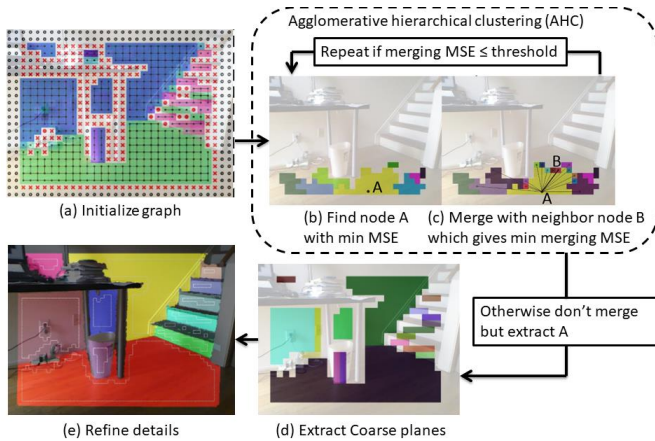 Agglomerative hierarchical clustering (AHC)
Repeat if merging MSE ≤ threshold
A
B
A
(a) Initialize graph
(b) Find node A
with min MSE
(c) Merge with neighbor node B
which gives min merging MSE
Otherwise don't merge
but extract A
(e) Refine details
(d) Extract Coarse planes